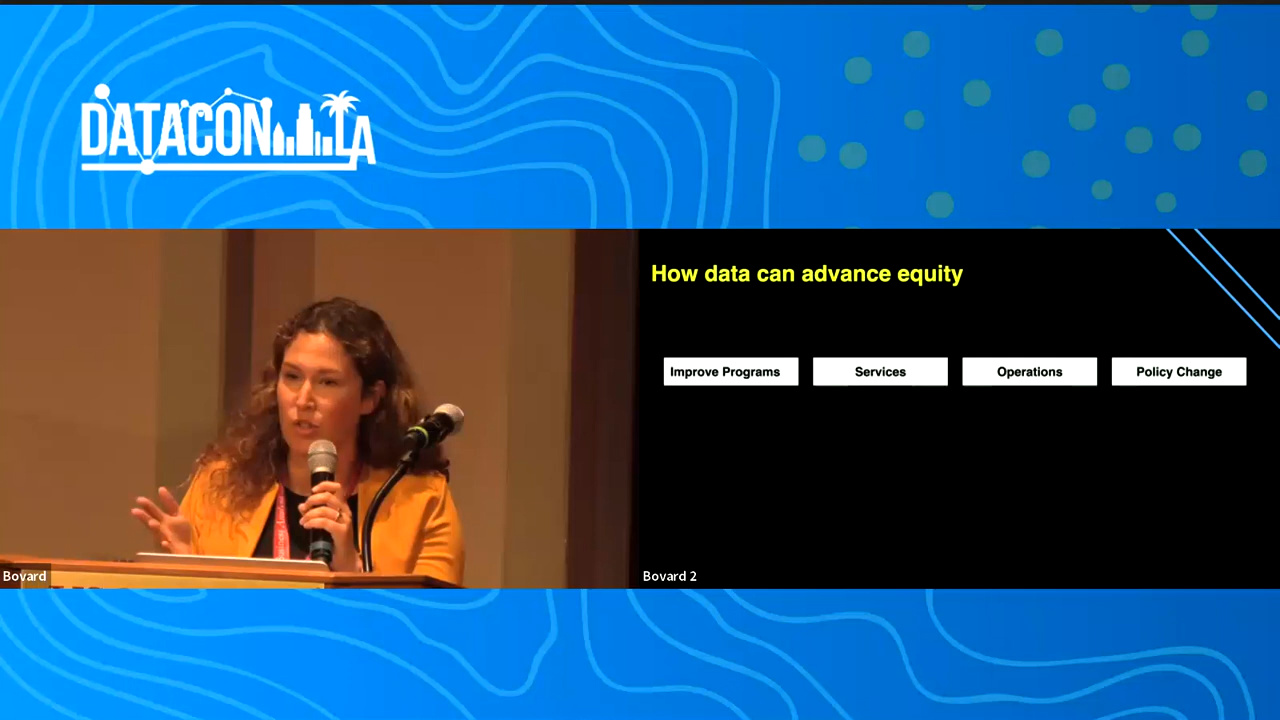 DATACON LA
How data can advance equity
Improve Programs
Services
Operations
Policy Change
Bovard
Bovard 2